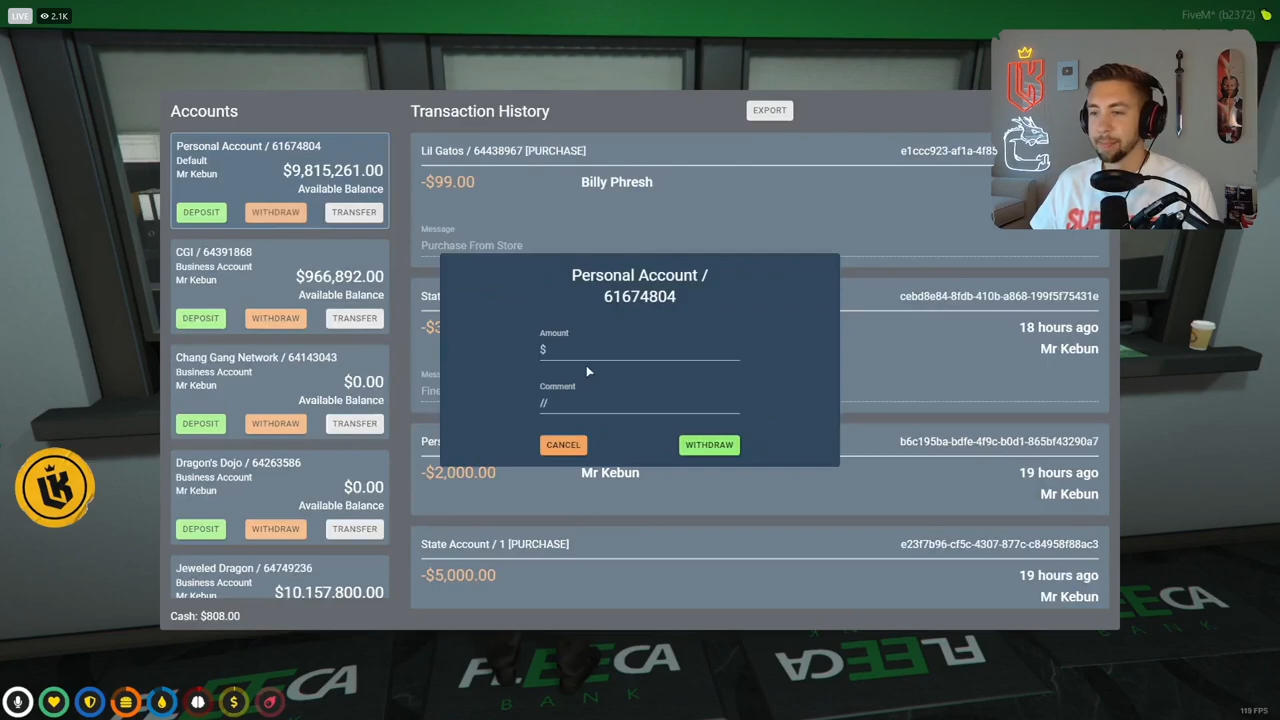 LIVE 2.1K
FiveM* (b2372)
Accounts
Personal Account / 61674804
Default
Mr Kebun
$9,815,261.00
Available Balance
DEPOSIT WITHDRAW TRANSFER
CGI / 64391868
Business Account
Mr Kebun
$966,892.00
Available Balance
DEPOSIT WITHDRAW TRANSFER
Chang Gang Network / 64143043
Business Account
Mr Kebun
$0.00
Available Balance
DEPOSIT WITHDRAW TRANSFER
Dragon's Dojo / 64263586
Business Account
Mr Kebun
$0.00
Available Balance
DEPOSIT WITHDRAW TRANSFER
Jeweled Dragon / 64749236
Business Account
Mr Kebun
$10,157,800.00
Cash: $808.00
Transaction History
EXPORT
Lil Gatos / 64438967 [PURCHASE]
-$99.00 Billy Phresh
Message
Purchase From Store
cebd8e84-8fdb-410b-a868-199f5f75431e
18 hours ago
Mr Kebun
b6c195ba-bdfe-4f9c-b0d1-865bf43290a7
-$2,000.00 Mr Kebun
19 hours ago
Mr Kebun
State Account / 1 [PURCHASE]
e23f7b96-cf5c-4307-877c-c84958f88ac3
-$5,000.00
19 hours ago
Mr Kebun
Personal Account /
61674804
Amount
$
Comment
//
CANCEL WITHDRAW
FLEECA
BANK
119 FPS